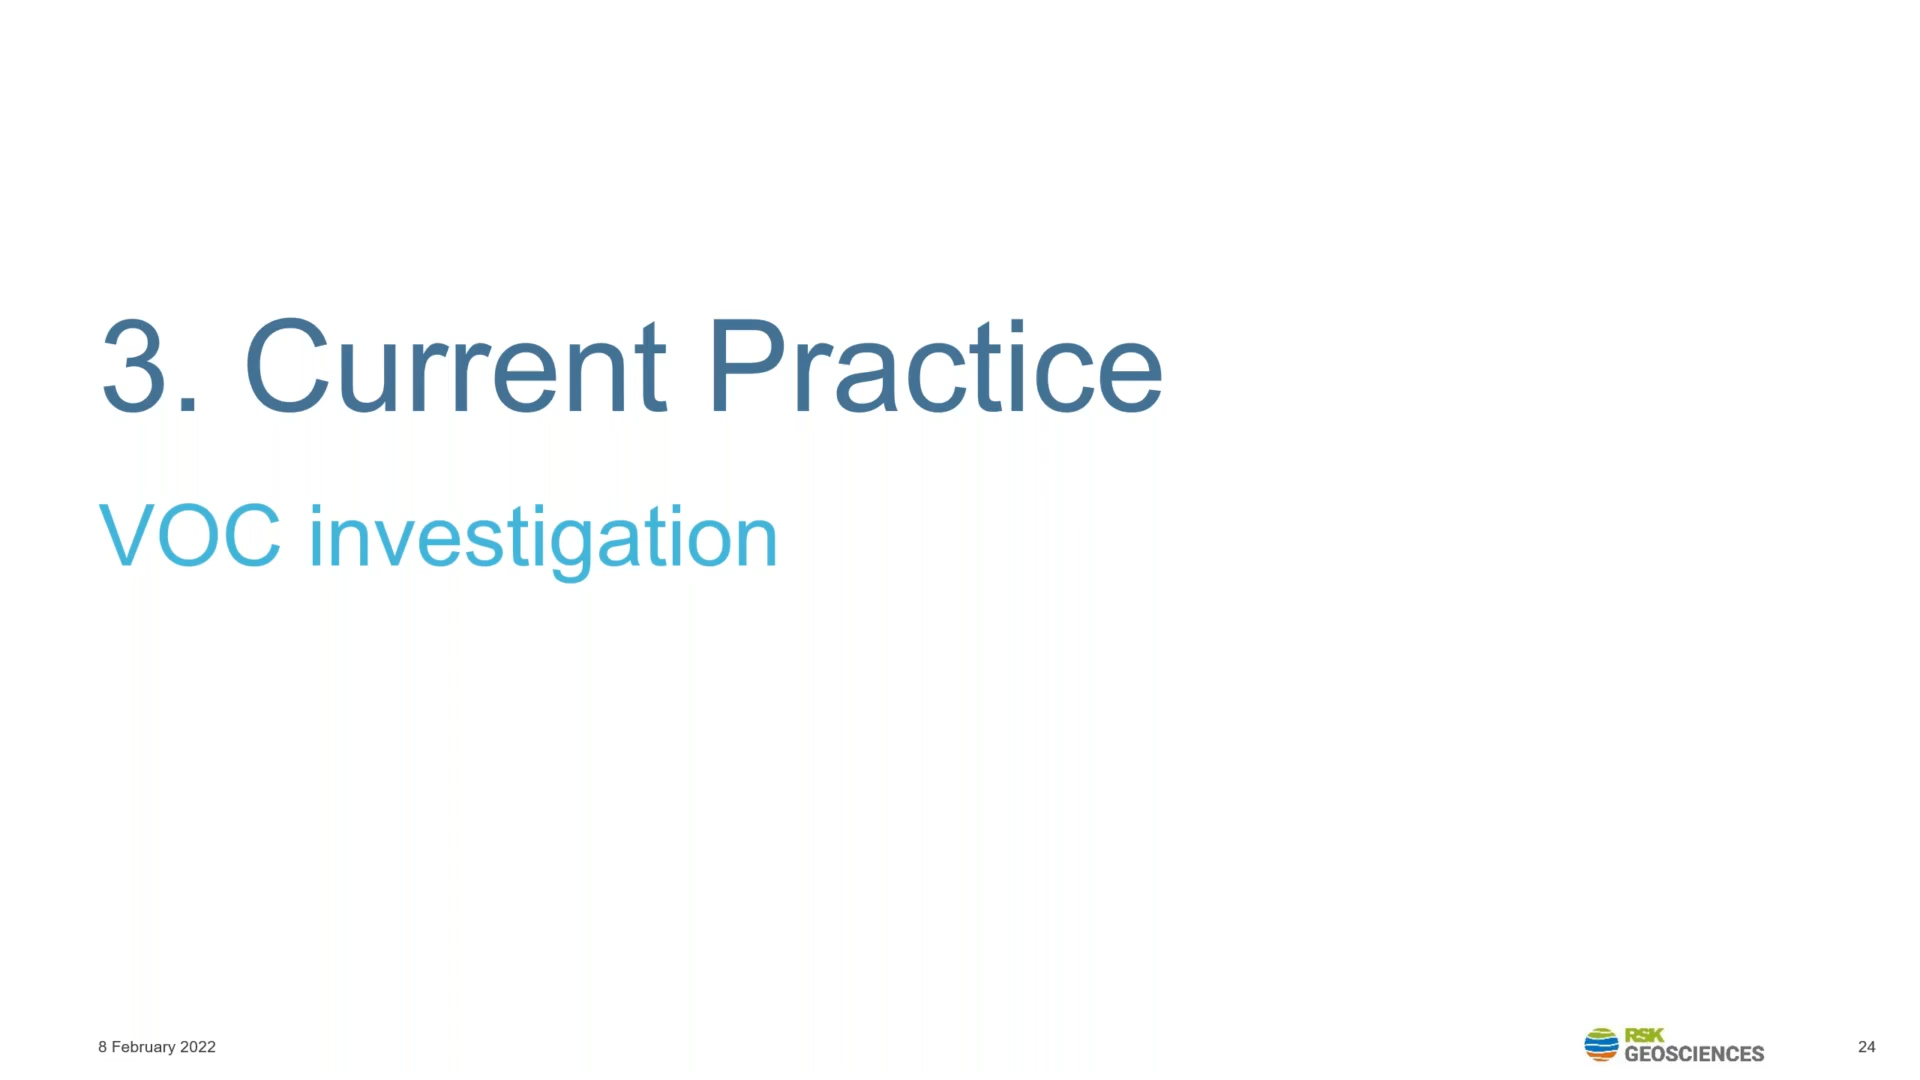 3. Current Practice
VOC investigation
8 February 2022
RSK
GEOSCIENCES
24